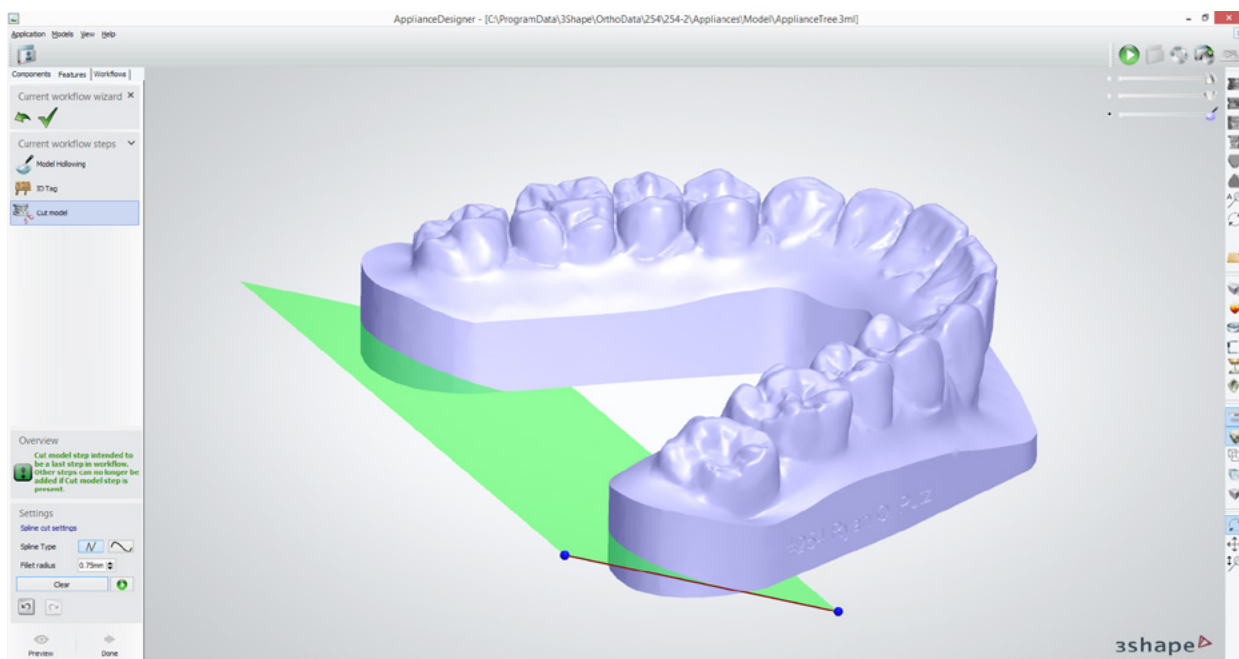 ApplianceDesigner - [C:\ProgramData\3Shape\OrthoData\254\254-2\Appliances\Model\ApplianceTree.3ml]
Application Models View Help
Components Features Workflows
Current workflow wizard
Current workflow steps
Model Hollowing
ID Tag
Cut model
Overview
Cut model step intended to
be a last step in workflow.
Other steps can no longer be
added if Cut model step is
present.
Settings
Spline cut settings
Spline Type
Fillet radius 0.75mm
Clear
Preview Done
#254 Ryan
3shape